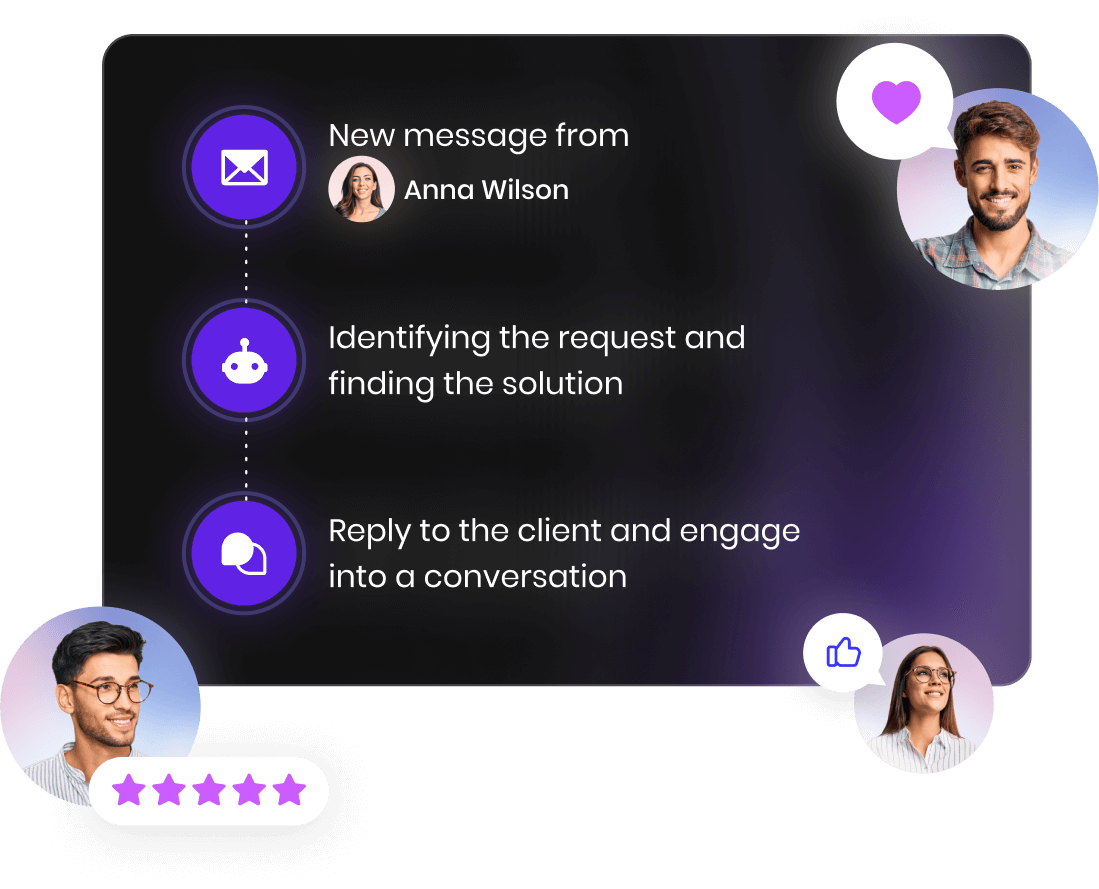 New message from
Anna Wilson
Identifying the request and
finding the solution
Reply to the client and engage
into a conversation